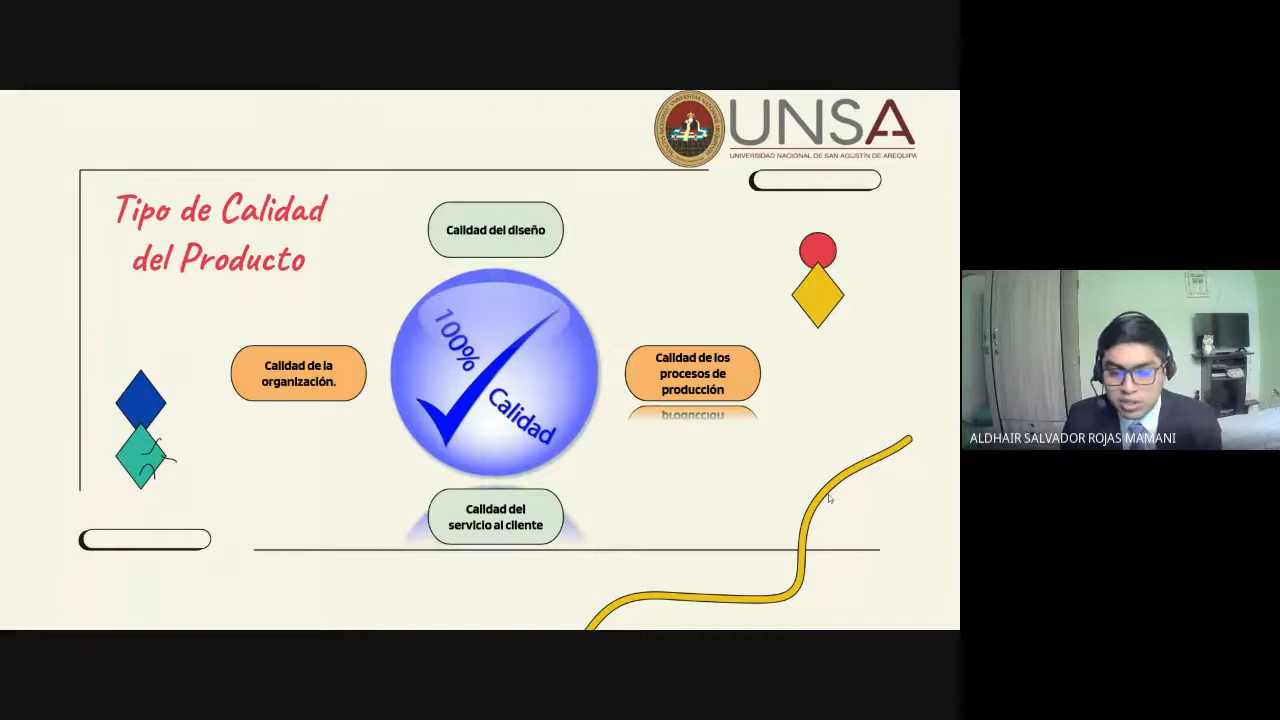 UNSA
UNIVERSIDAD NACIONAL DE SAN AGUSTÍN DE AREQUIPA
Tipo de Calidad
del Producto
Calidad del diseño
100%
Calidad
Calidad de la
organización.
Calidad de los
procesos de
producción
Calidad del
servicio al cliente
ALDHAIR SALVADOR ROJAS MAMANI